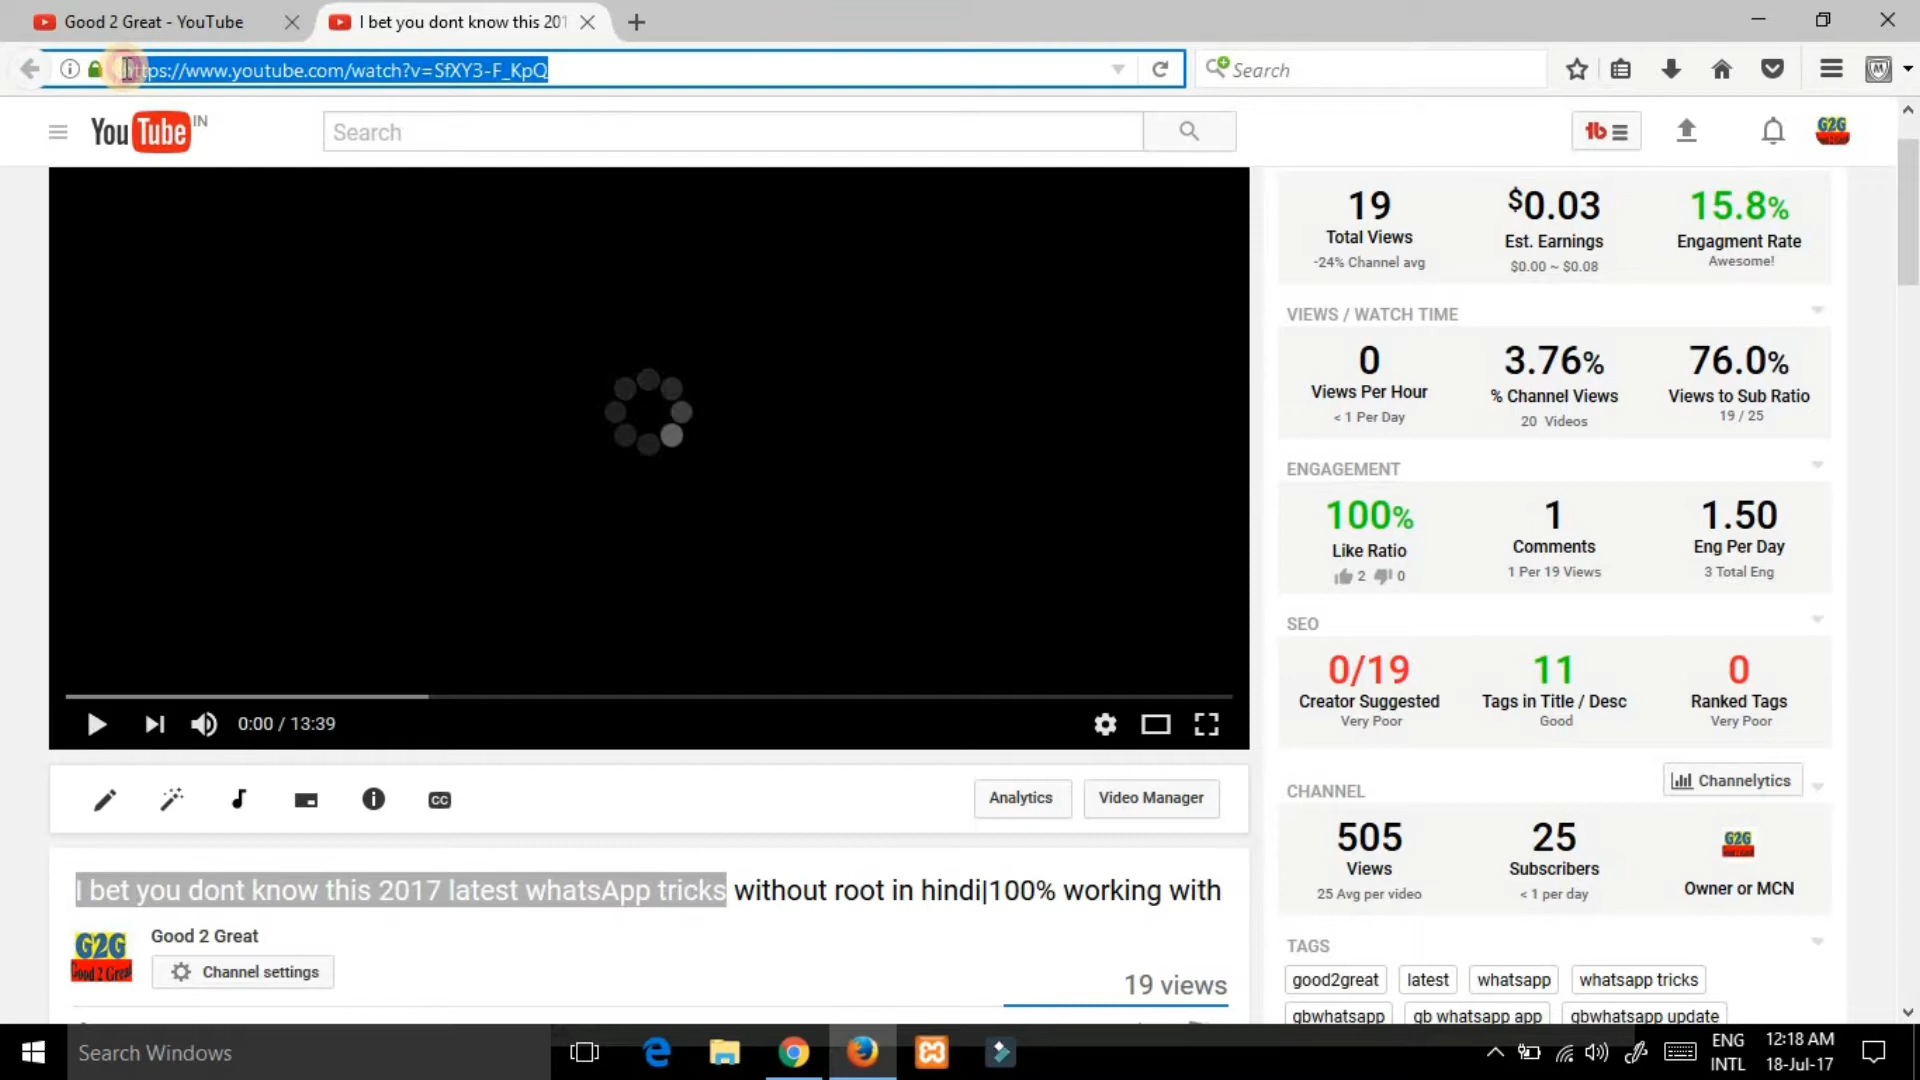 Good 2 Great - YouTube
I bet you dont know this 201
https://www.youtube.com/watch?v=SfXY3-F_KpQ
Search
YouTube IN
Search
G2G
19
Total Views
-24% Channel avg
$0.03
Est. Earnings
$0.00 ~ $0.08
15.8%
Engagment Rate
Awesome!
VIEWS / WATCH TIME
0
Views Per Hour
< 1 Per Day
3.76%
% Channel Views
20 Videos
76.0%
Views to Sub Ratio
19 / 25
ENGAGEMENT
100%
Like Ratio
2 0
1
Comments
1 Per 19 Views
1.50
Eng Per Day
3 Total Eng
SEO
0/19
Creator Suggested
Very Poor
11
Tags in Title / Desc
Good
0
Ranked Tags
Very Poor
CHANNEL
Channelytics
505
Views
25 Avg per video
25
Subscribers
< 1 per day
G2G
Owner or MCN
TAGS
good2great latest whatsapp whatsapp tricks
gbwhatsapp gb whatsapp app gbwhatsapp update
0:00 / 13:39
CC
Analytics
Video Manager
I bet you dont know this 2017 latest whatsApp tricks without root in hindi|100% working with
G2G
Good 2 Great
Good 2 Great
Channel settings
19 views
Search Windows
ENG
INTL
12:18 AM
18-Jul-17